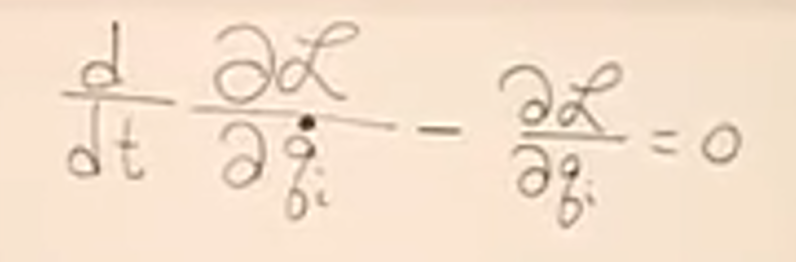 d/dt ∂ℒ/∂q̇ᵢ − ∂ℒ/∂qᵢ = 0